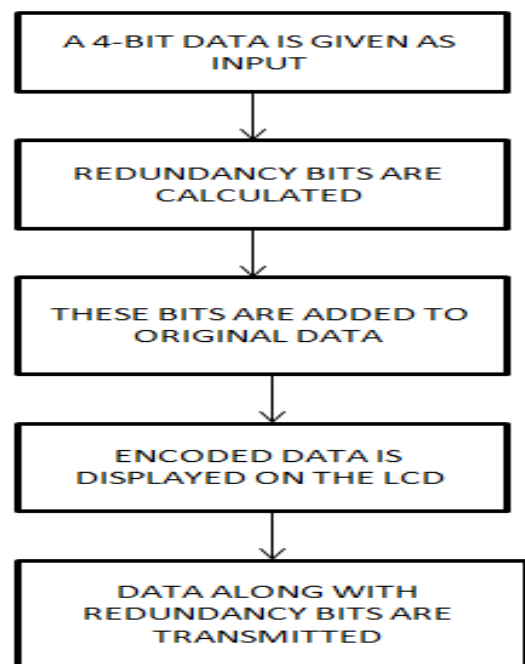 A 4-BIT DATA IS GIVEN AS
INPUT
REDUNDANCY BITS ARE
CALCULATED
THESE BITS ARE ADDED TO
ORIGINAL DATA
ENCODED DATA IS
DISPLAYED ON THE LCD
DATA ALONG WITH
REDUNDANCY BITS ARE
TRANSMITTED